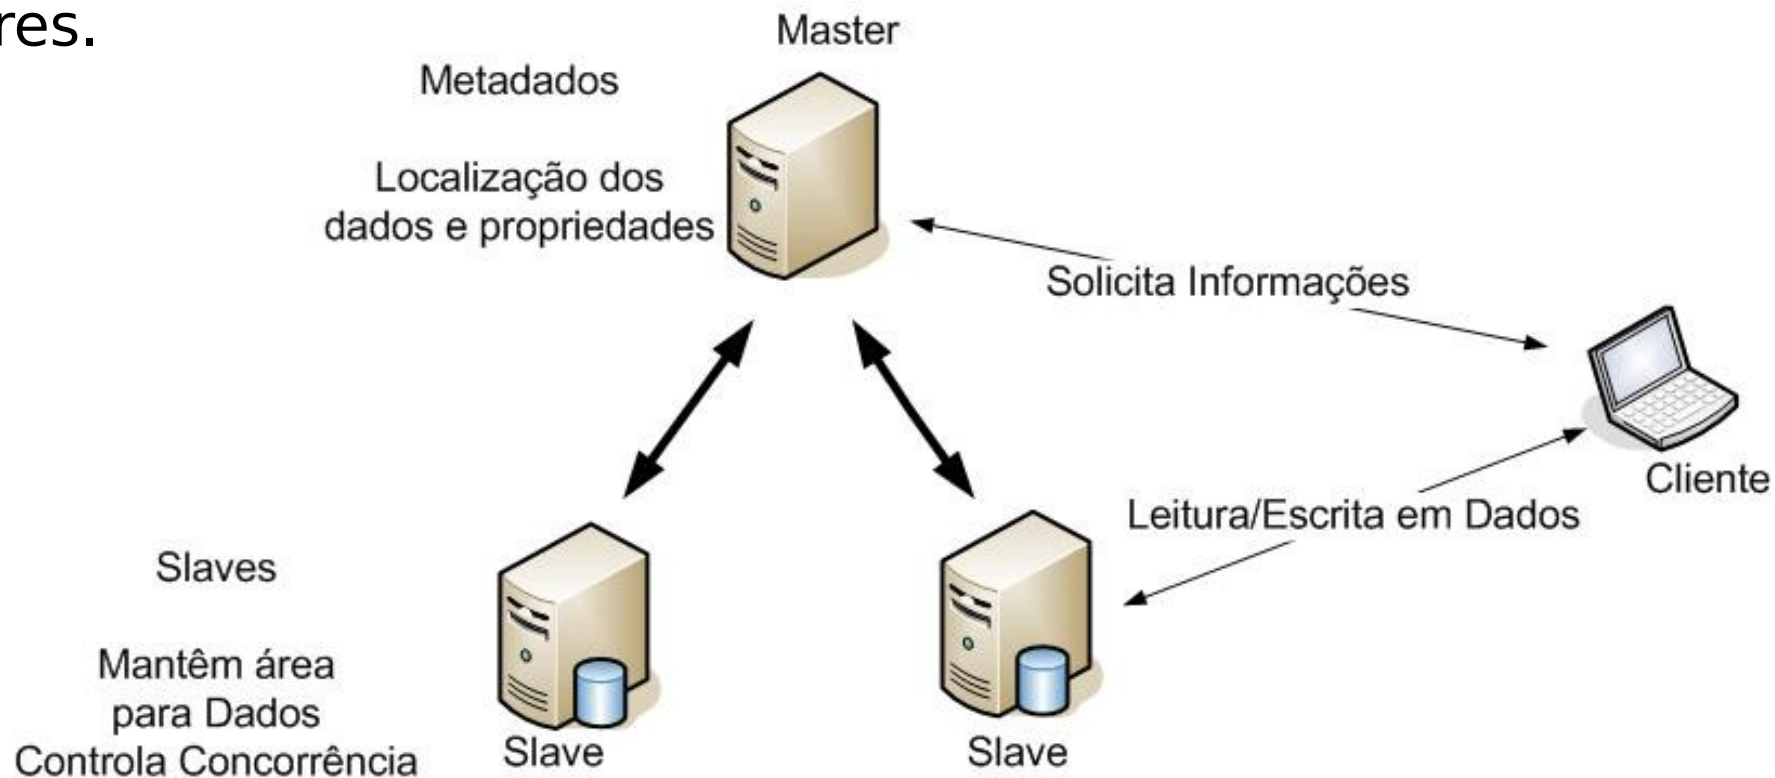 res.
Master
Metadados
Localização dos
dados e propriedades
Solicita Informações
Cliente
Leitura/Escrita em Dados
Slaves
Mantêm área
para Dados
Controla Concorrência
Slave
Slave